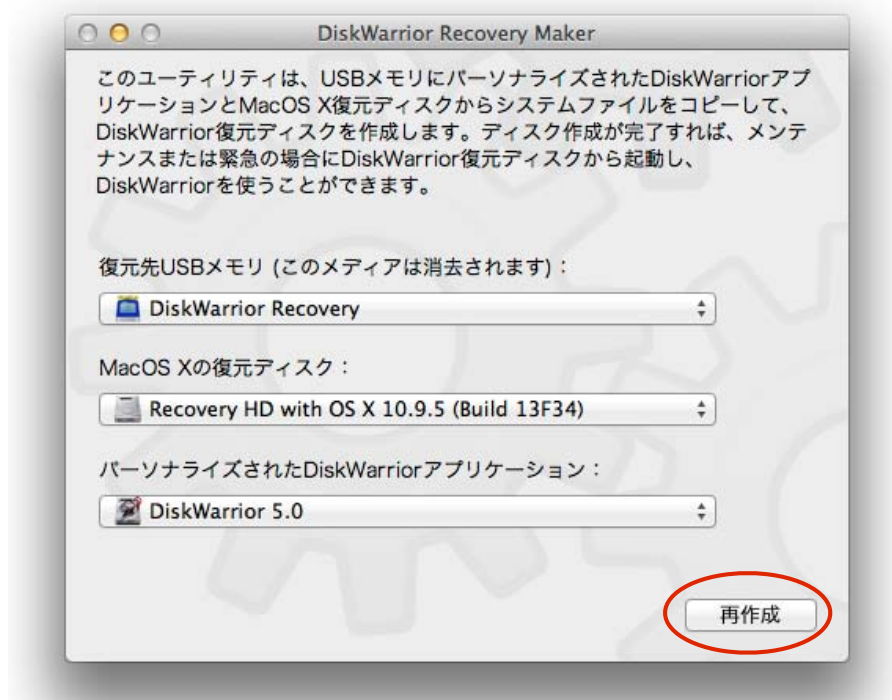 DiskWarrior Recovery Maker
このユーティリティは、USBメモリにパーソナライズされたDiskWarriorアプ
リケーションとMacOS X復元ディスクからシステムファイルをコピーして、
DiskWarrior復元ディスクを作成します。ディスク作成が完了すれば、メンテ
ナンスまたは緊急の場合にDiskWarrior復元ディスクから起動し、
DiskWarriorを使うことができます。
復元先USBメモリ (このメディアは消去されます)：
DiskWarrior Recovery
MacOS Xの復元ディスク：
Recovery HD with OS X 10.9.5 (Build 13F34)
パーソナライズされたDiskWarriorアプリケーション：
DiskWarrior 5.0
再作成